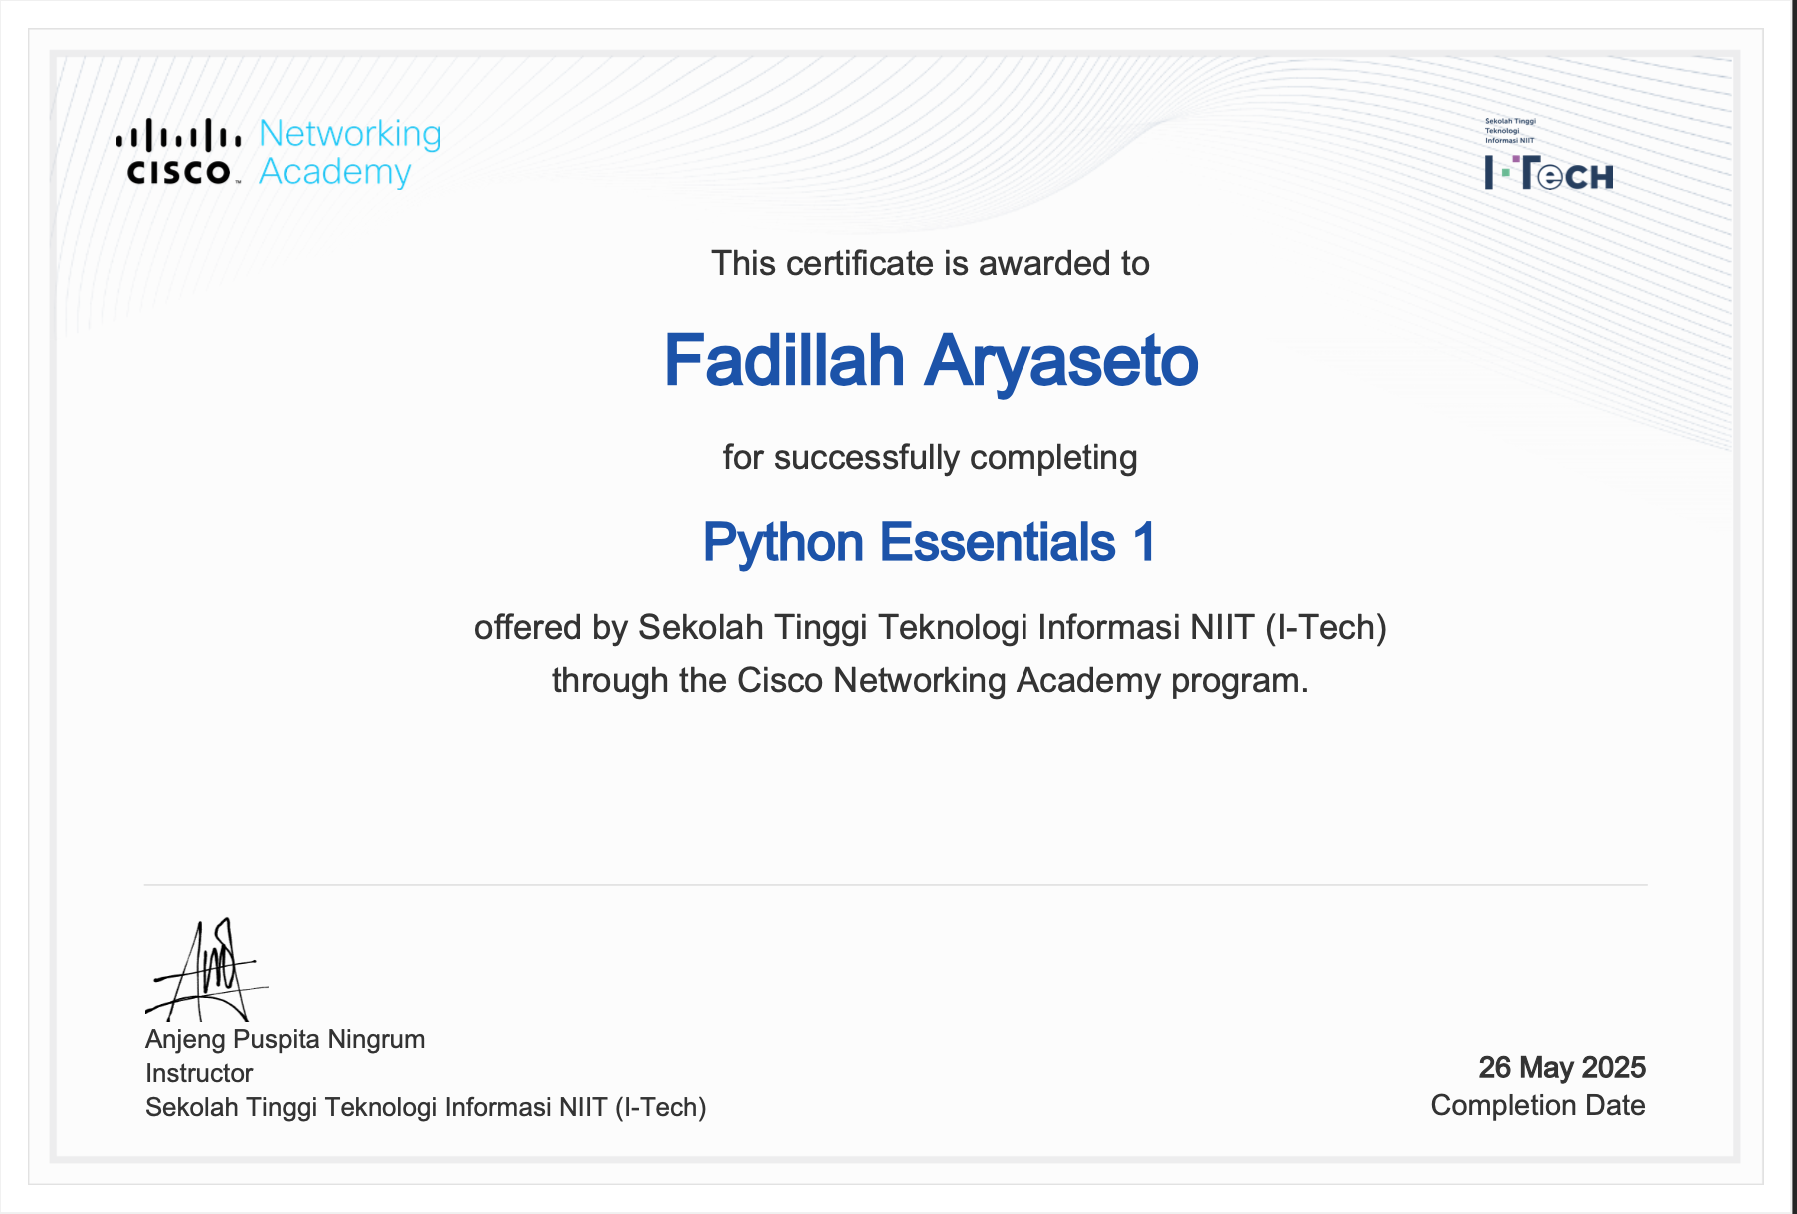 CISCO™ Networking
Academy
Sekolah Tinggi
Teknologi
Informasi NIIT
I-TECH
This certificate is awarded to
Fadillah Aryaseto
for successfully completing
Python Essentials 1
offered by Sekolah Tinggi Teknologi Informasi NIIT (I-Tech)
through the Cisco Networking Academy program.
Anjeng Puspita Ningrum
Instructor
Sekolah Tinggi Teknologi Informasi NIIT (I-Tech)
26 May 2025
Completion Date